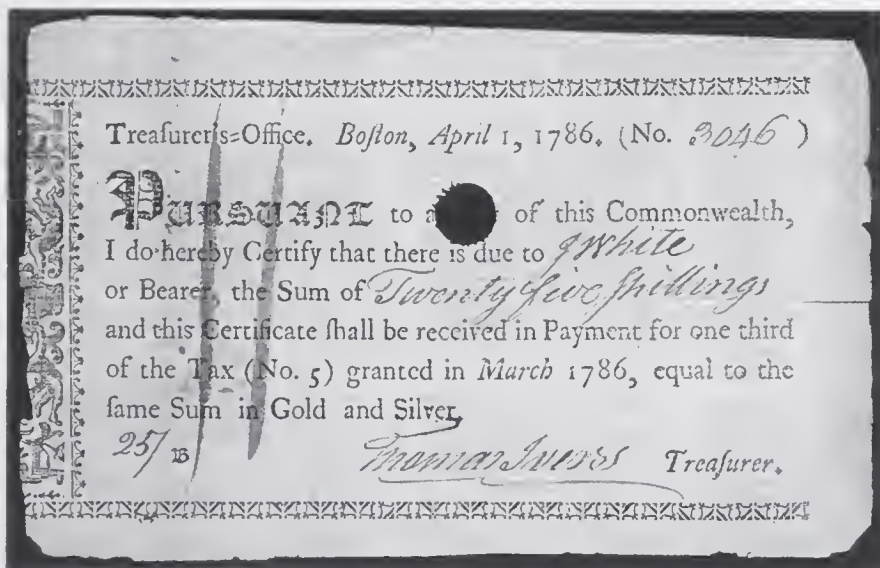 Treaſurer's=Office. Boſton, April 1, 1786. (No. 3046)
PURSUANT to a of this Commonwealth,
I do hereby Certify that there is due to J White
or Bearer, the Sum of Twenty five ſhillings
and this Certificate ſhall be received in Payment for one third
of the Tax (No. 5) granted in March 1786, equal to the
ſame Sum in Gold and Silver.
25/ B
Thomas Ivers Treaſurer.